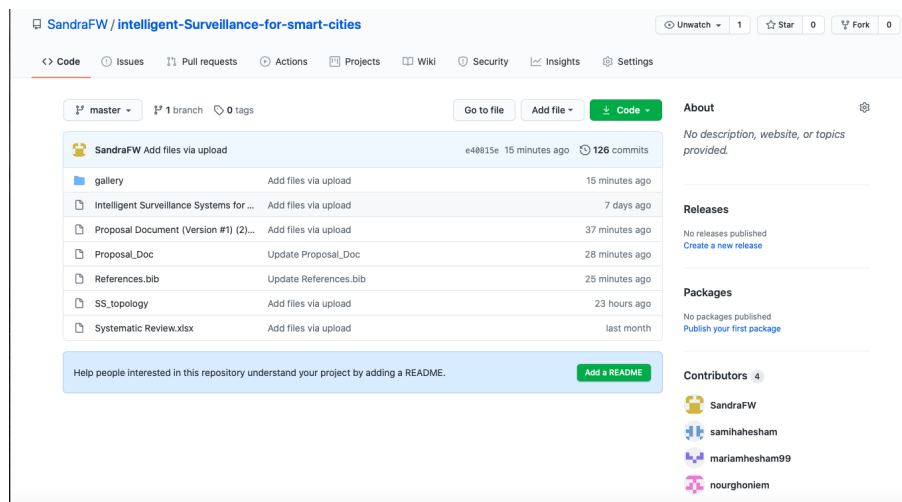 SandraFW / intelligent-Surveillance-for-smart-cities
Unwatch 1 Star 0 Fork 0
<> Code Issues Pull requests Actions Projects Wiki Security Insights Settings
master 1 branch 0 tags Go to file Add file Code
SandraFW Add files via upload e40815e 15 minutes ago 126 commits
gallery Add files via upload 15 minutes ago
Intelligent Surveillance Systems for ... Add files via upload 7 days ago
Proposal Document (Version #1) (2)... Add files via upload 37 minutes ago
Proposal_Doc Update Proposal_Doc 28 minutes ago
References.bib Update References.bib 25 minutes ago
SS_topology Add files via upload 23 hours ago
Systematic Review.xlsx Add files via upload last month
Help people interested in this repository understand your project by adding a README. Add a README
About
No description, website, or topics
provided.
Releases
No releases published
Create a new release
Packages
No packages published
Publish your first package
Contributors 4
SandraFW
samihahesham
mariamhesham99
nourghoniem